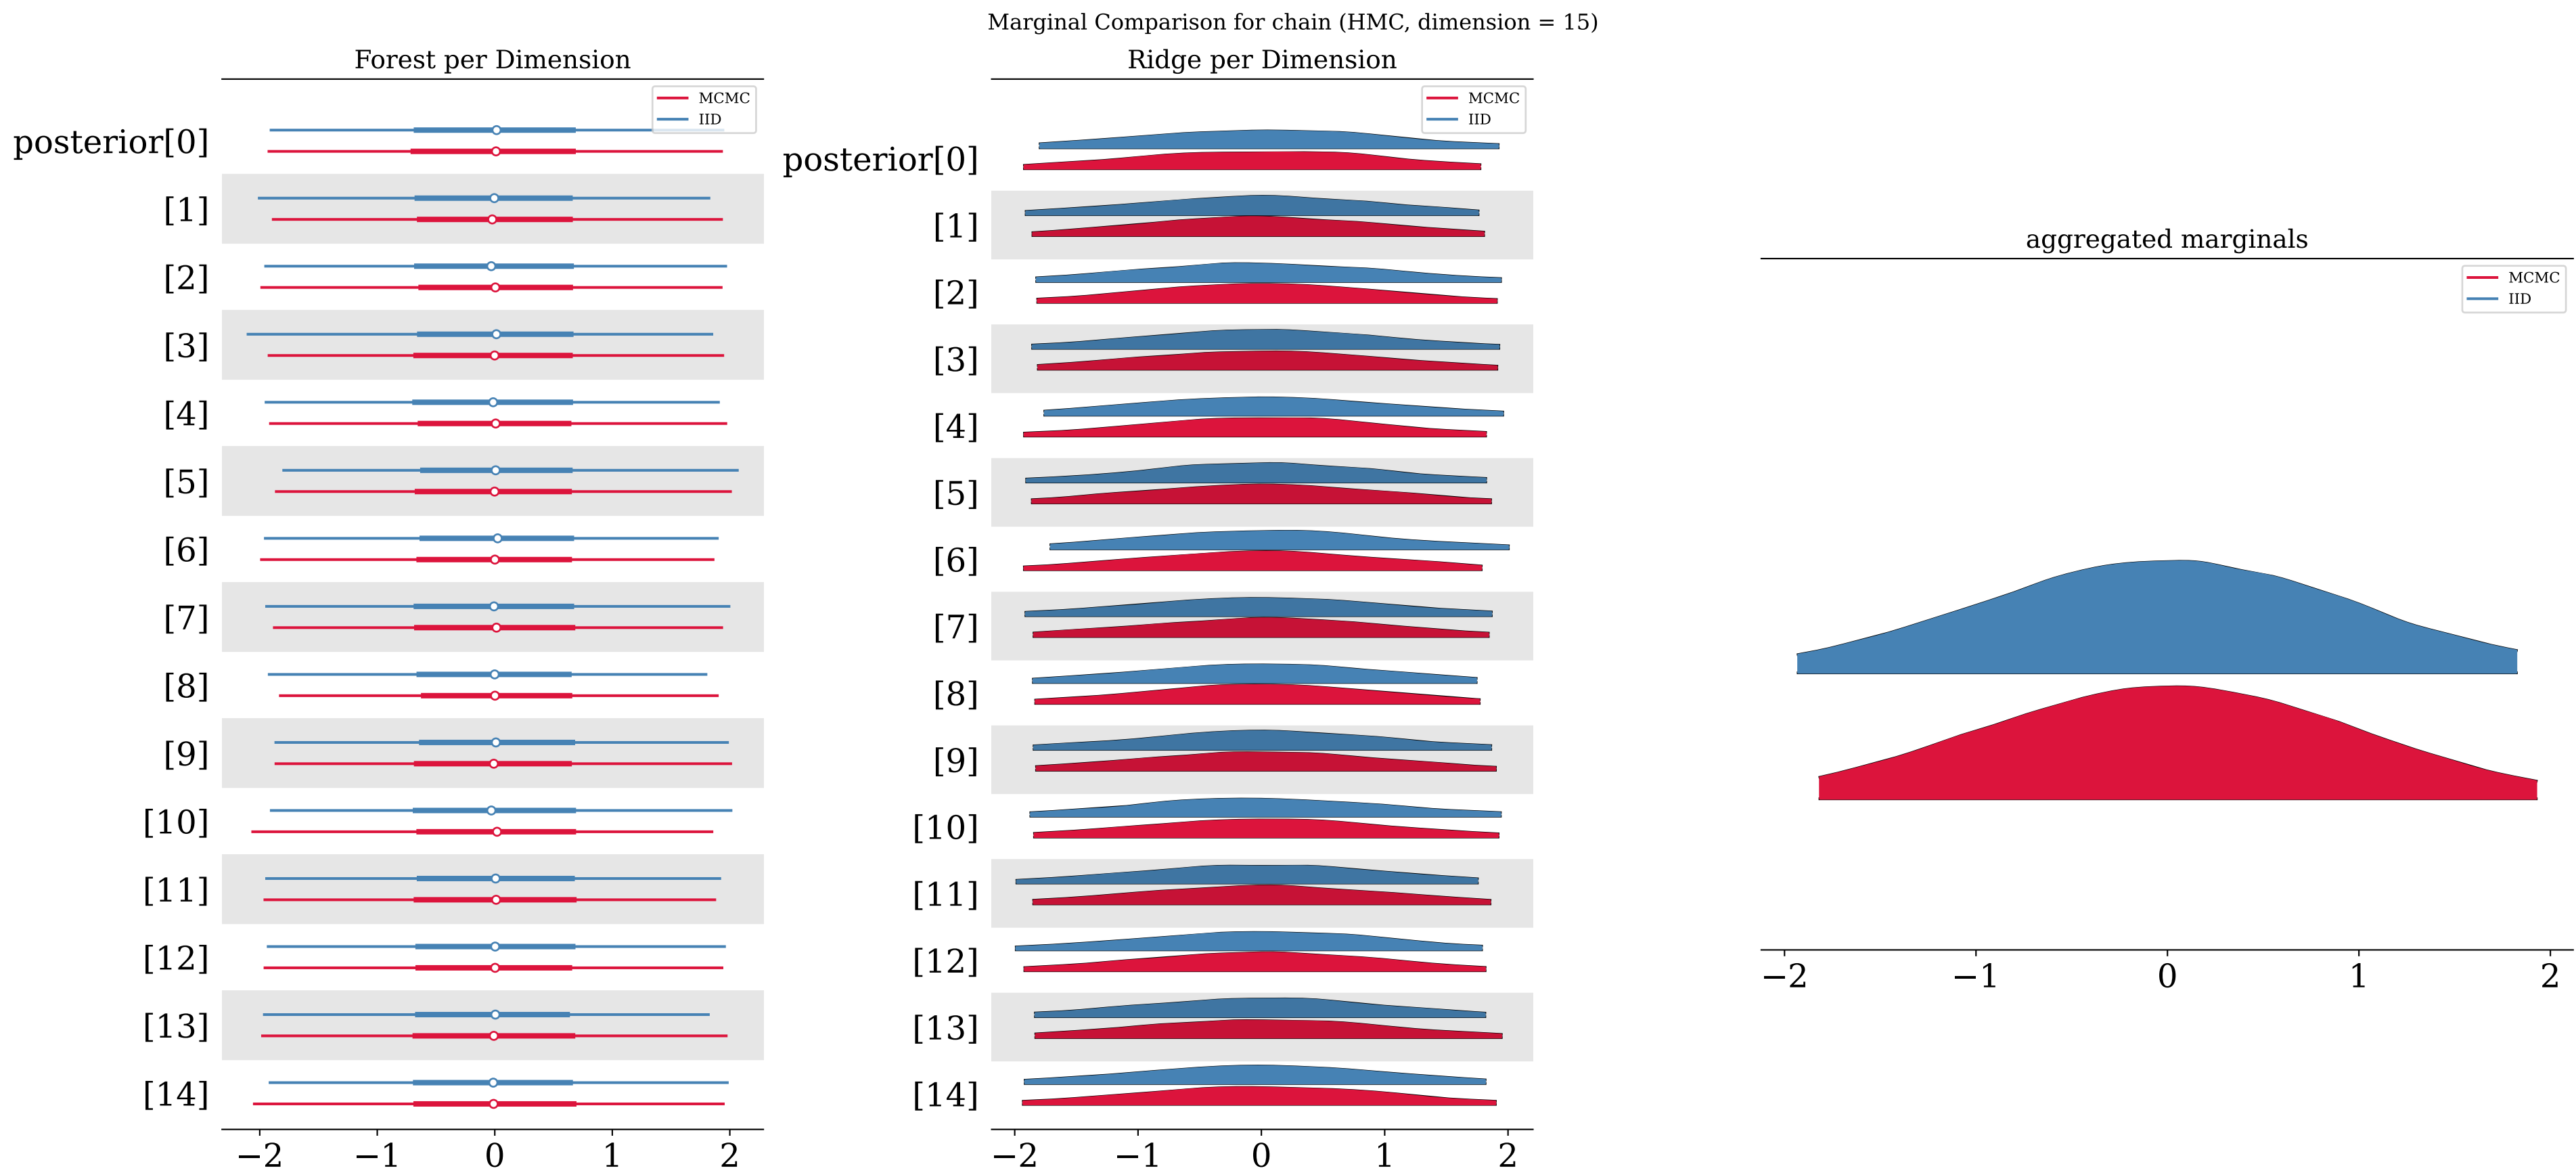 Marginal Comparison for chain (HMC, dimension = 15)
Forest per Dimension
MCMC
IID
posterior[0]
[1]
[2]
[3]
[4]
[5]
[6]
[7]
[8]
[9]
[10]
[11]
[12]
[13]
[14]
−2 −1 0 1 2
Ridge per Dimension
MCMC
IID
posterior[0]
[1]
[2]
[3]
[4]
[5]
[6]
[7]
[8]
[9]
[10]
[11]
[12]
[13]
[14]
−2 −1 0 1 2
aggregated marginals
MCMC
IID
−2 −1 0 1 2